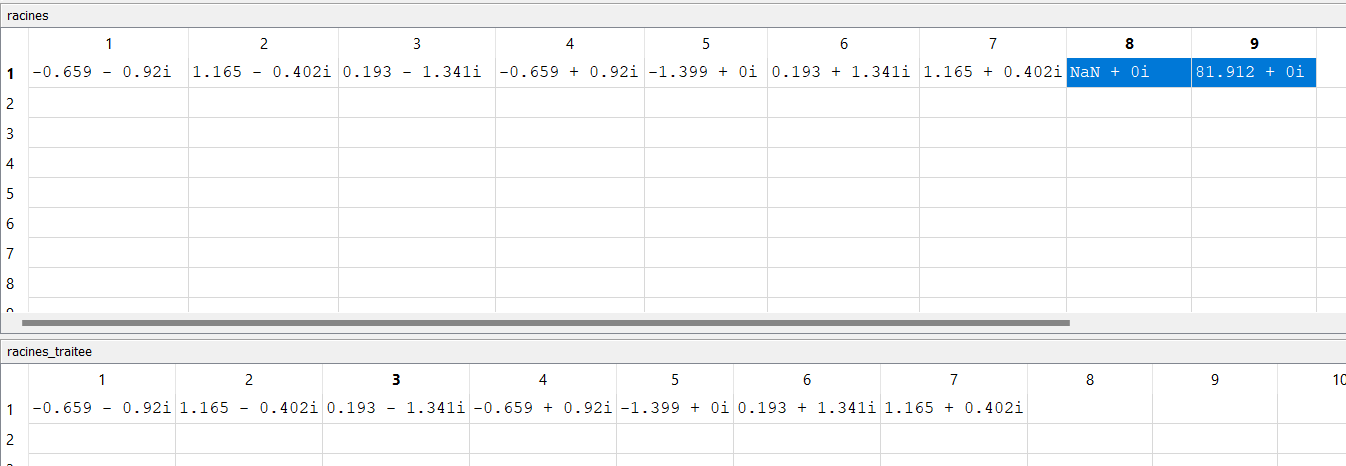 racines
1 2 3 4 5 6 7 8 9
1 -0.659 - 0.92i 1.165 - 0.402i 0.193 - 1.341i -0.659 + 0.92i -1.399 + 0i 0.193 + 1.341i 1.165 + 0.402i NaN + 0i 81.912 + 0i
2
3
4
5
6
7
8
racines_traitee
1 2 3 4 5 6 7 8 9 10
1 -0.659 - 0.92i 1.165 - 0.402i 0.193 - 1.341i -0.659 + 0.92i -1.399 + 0i 0.193 + 1.341i 1.165 + 0.402i
2